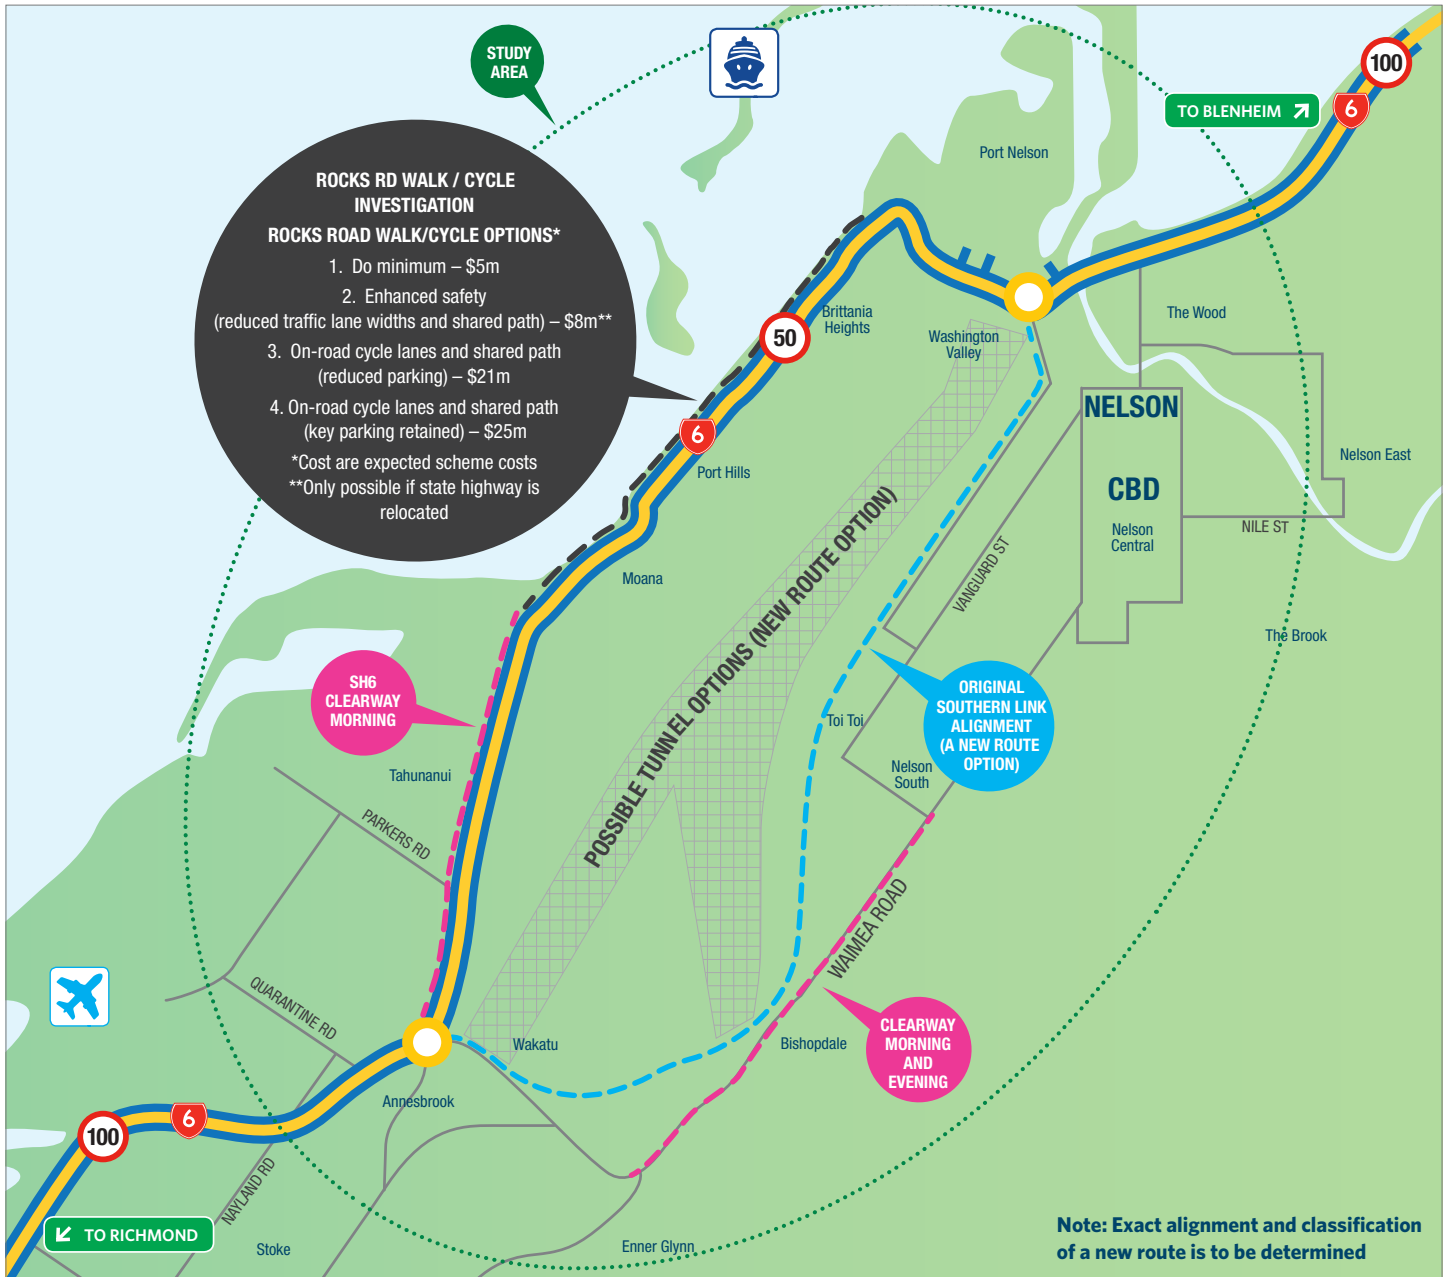 STUDY
AREA
100
TO BLENHEIM
6
Port Nelson
ROCKS RD WALK / CYCLE
INVESTIGATION
ROCKS ROAD WALK/CYCLE OPTIONS*
1. Do minimum – $5m
2. Enhanced safety
(reduced traffic lane widths and shared path) – $8m**
3. On-road cycle lanes and shared path
(reduced parking) – $21m
4. On-road cycle lanes and shared path
(key parking retained) – $25m
*Cost are expected scheme costs
**Only possible if state highway is
relocated
Brittania
Heights
50
Washington
Valley
The Wood
6
Port Hills
NELSON
CBD
Nelson
Central
Nelson East
NILE ST
Moana
VANGUARD ST
The Brook
POSSIBLE TUNNEL OPTIONS (NEW ROUTE OPTION)
SH6
CLEARWAY
MORNING
ORIGINAL
SOUTHERN LINK
ALIGNMENT
(A NEW ROUTE
OPTION)
Toi Toi
Nelson
South
Tahunanui
PARKERS RD
WAIMEA ROAD
QUARANTINE RD
Wakatu
Bishopdale
CLEARWAY
MORNING
AND
EVENING
Annesbrook
6
100
NAYLAND RD
TO RICHMOND
Stoke
Enner Glynn
Note: Exact alignment and classification
of a new route is to be determined